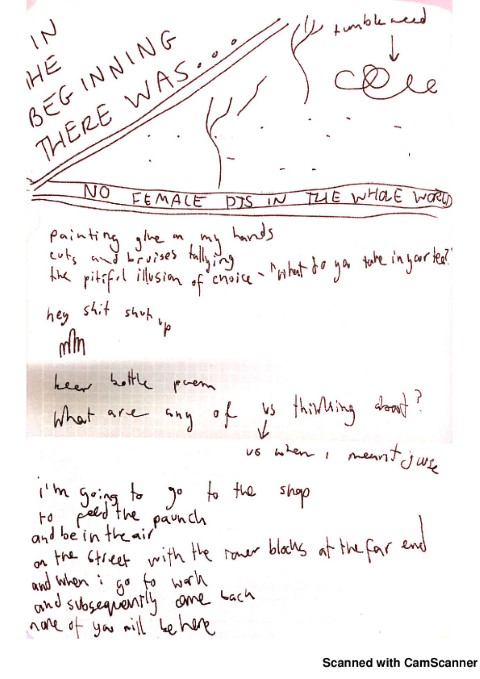 IN
THE
BEGINNING
THERE WAS...
tumbleweed
NO FEMALE DJS IN THE WHOLE WORLD
painting glue on my hands
cuts and bruises tallying
the pitiful illusion of choice - "what do you take in your tea?"
hey shit shut up
beer bottle poem
What are any of us thinking about?
us when i meant just
i'm going to go to the shop
to feed the paunch
and be in the air
on the street with the tower blocks at the far end
and when i go to work
and subsequently come back
none of you will be here
Scanned with CamScanner